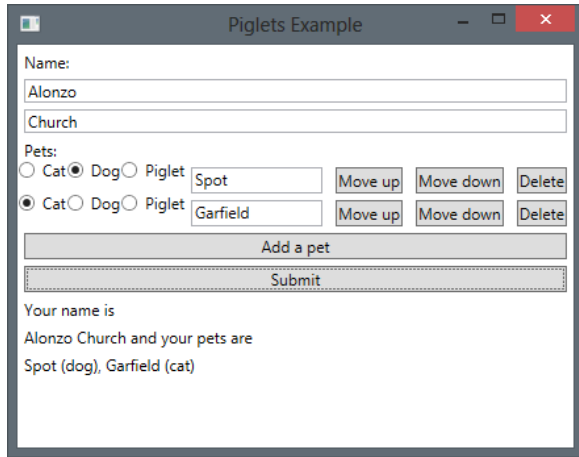 Piglets Example
Name:
Alonzo
Church
Pets:
Cat Dog Piglet Spot Move up Move down Delete
Cat Dog Piglet Garfield Move up Move down Delete
Add a pet
Submit
Your name is
Alonzo Church and your pets are
Spot (dog), Garfield (cat)